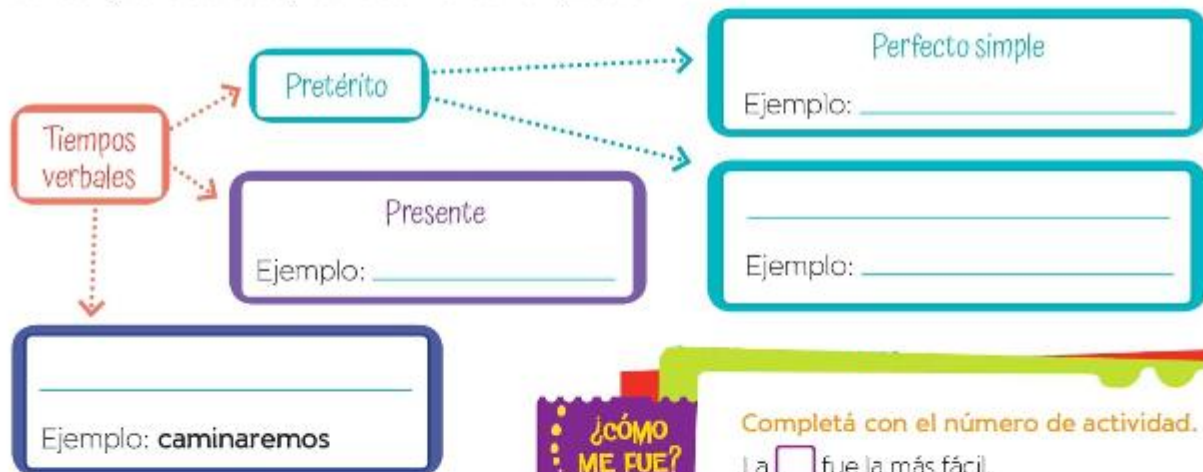 Tiempos
verbales
Pretérito
Perfecto simple
Ejemplo:
Presente
Ejemplo:
Ejemplo:
Ejemplo: caminaremos
¿CÓMO
ME FUE?
Completá con el número de actividad.
La fue la más fácil